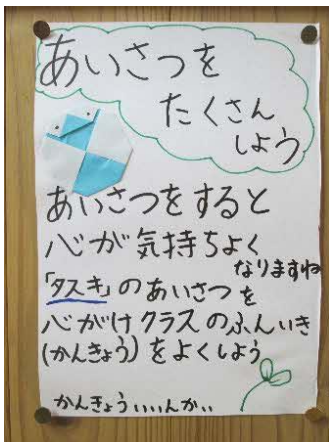 あいさつを
たくさん
しよう
あいさつをすると
心が気持ちよく
なりますね
「タスキ」のあいさつを
心がけクラスのふんいき
(かんきょう)をよくしよう
かんきょういいんか..